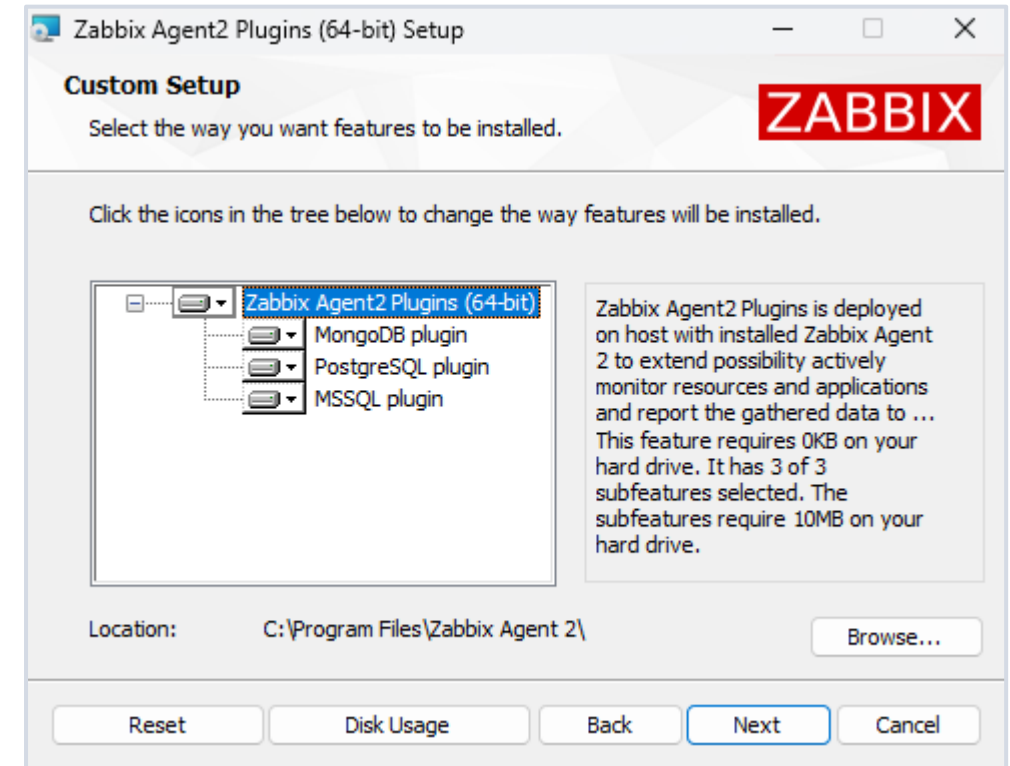 Zabbix Agent2 Plugins (64-bit) Setup
Custom Setup
Select the way you want features to be installed.
ZABBIX
Click the icons in the tree below to change the way features will be installed.
Zabbix Agent2 Plugins (64-bit)
MongoDB plugin
PostgreSQL plugin
MSSQL plugin
Zabbix Agent2 Plugins is deployed
on host with installed Zabbix Agent
2 to extend possibility actively
monitor resources and applications
and report the gathered data to ...
This feature requires 0KB on your
hard drive. It has 3 of 3
subfeatures selected. The
subfeatures require 10MB on your
hard drive.
Location: C:\Program Files\Zabbix Agent 2\
Browse...
Reset Disk Usage Back Next Cancel